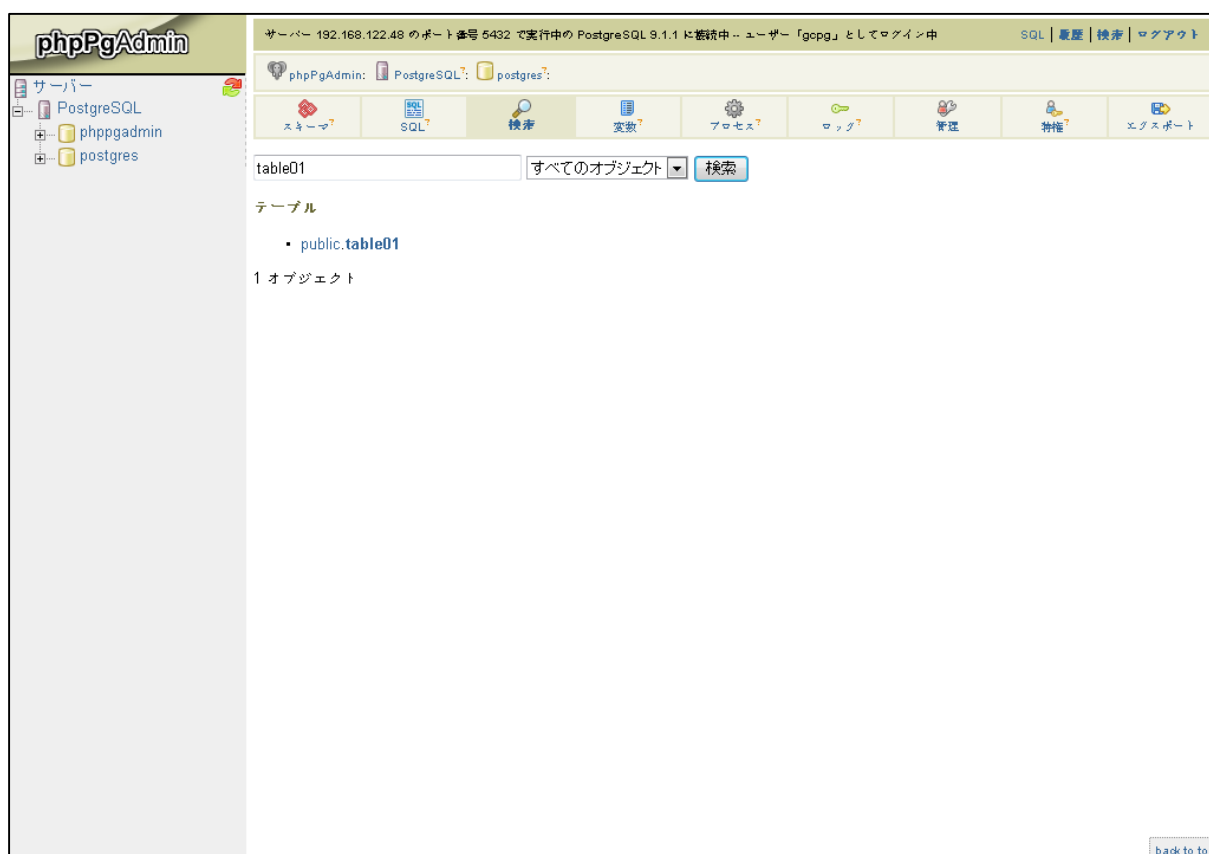 phpPgAdmin
サーバー
PostgreSQL
phppgadmin
postgres
サーバー 192.168.122.48 のポート番号 5432 で実行中の PostgreSQL 9.1.1 に接続中 -- ユーザー 「gopg」としてログイン中
SQL | 履歴 | 検索 | ログアウト
phpPgAdmin: PostgreSQL?: postgres?:
スキーマ? SQL? 検索 変数? プロセス? ロック? 管理 特権? エクスポート
table01 すべてのオブジェクト 検索
テーブル
• public.table01
1 オブジェクト
back to to